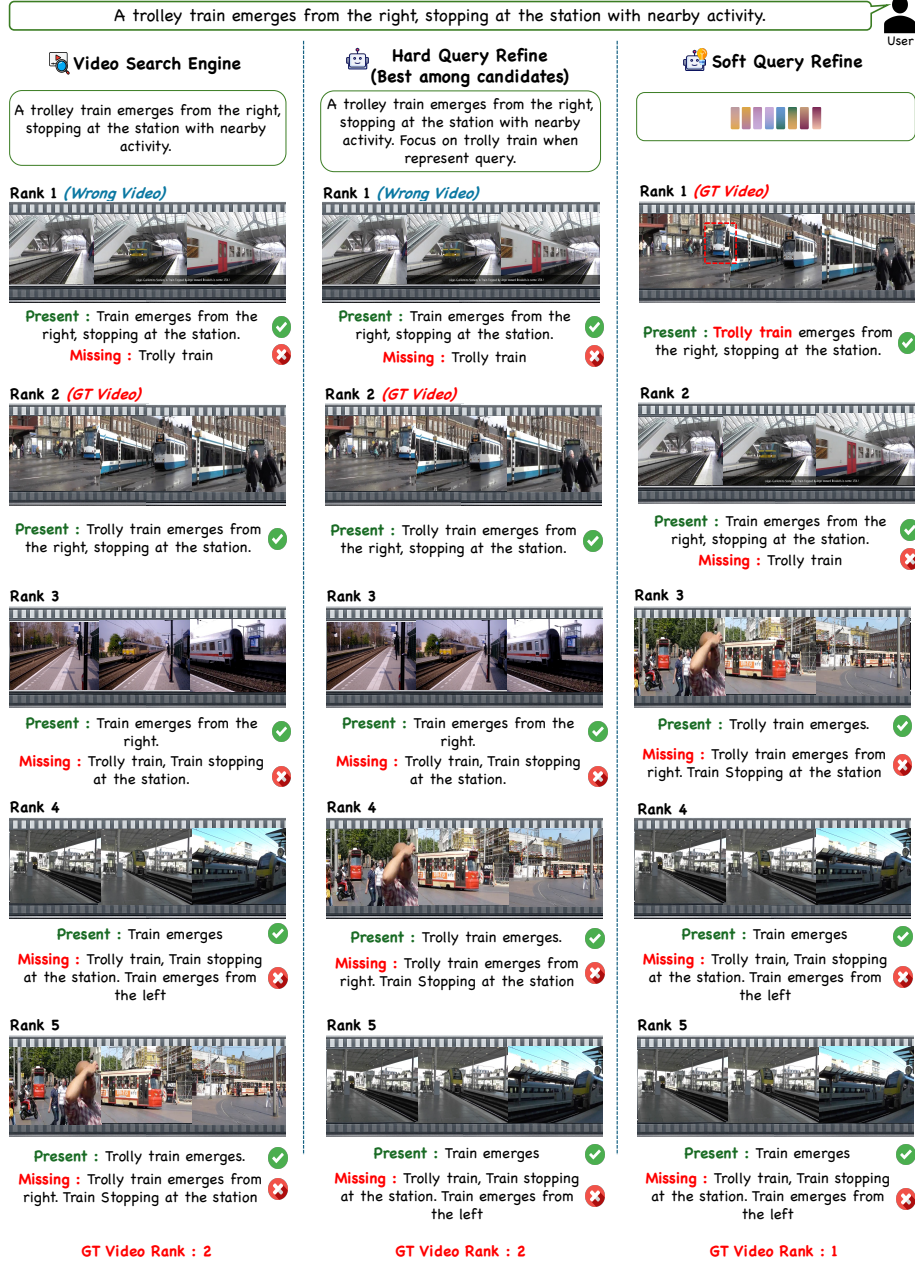 A trolley train emerges from the right, stopping at the station with nearby activity.
User
Video Search Engine
A trolley train emerges from the right,
stopping at the station with nearby
activity.
Rank 1 (Wrong Video)
Present : Train emerges from the
right, stopping at the station.
Missing : Trolly train
Rank 2 (GT Video)
Present : Trolly train emerges from
the right, stopping at the station.
Rank 3
Present : Train emerges from the
right.
Missing : Trolly train, Train stopping
at the station.
Rank 4
Present : Train emerges
Missing : Trolly train, Train stopping
at the station. Train emerges from
the left
Rank 5
Present : Trolly train emerges.
Missing : Trolly train emerges from
right. Train Stopping at the station
GT Video Rank : 2
Hard Query Refine
(Best among candidates)
A trolley train emerges from the right,
stopping at the station with nearby
activity. Focus on trolly train when
represent query.
Rank 1 (Wrong Video)
Present : Train emerges from the
right, stopping at the station.
Missing : Trolly train
Rank 2 (GT Video)
Present : Trolly train emerges from
the right, stopping at the station.
Rank 3
Present : Train emerges from the
right.
Missing : Trolly train, Train stopping
at the station.
Rank 4
Present : Trolly train emerges.
Missing : Trolly train emerges from
right. Train Stopping at the station
Rank 5
Present : Train emerges
Missing : Trolly train, Train stopping
at the station. Train emerges from
the left
GT Video Rank : 2
Soft Query Refine
Rank 1 (GT Video)
Present : Trolly train emerges from
the right, stopping at the station.
Rank 2
Present : Train emerges from the
right, stopping at the station.
Missing : Trolly train
Rank 3
Present : Trolly train emerges.
Missing : Trolly train emerges from
right. Train Stopping at the station
Rank 4
Present : Train emerges
Missing : Trolly train, Train stopping
at the station. Train emerges from
the left
Rank 5
Present : Train emerges
Missing : Trolly train, Train stopping
at the station. Train emerges from
the left
GT Video Rank : 1